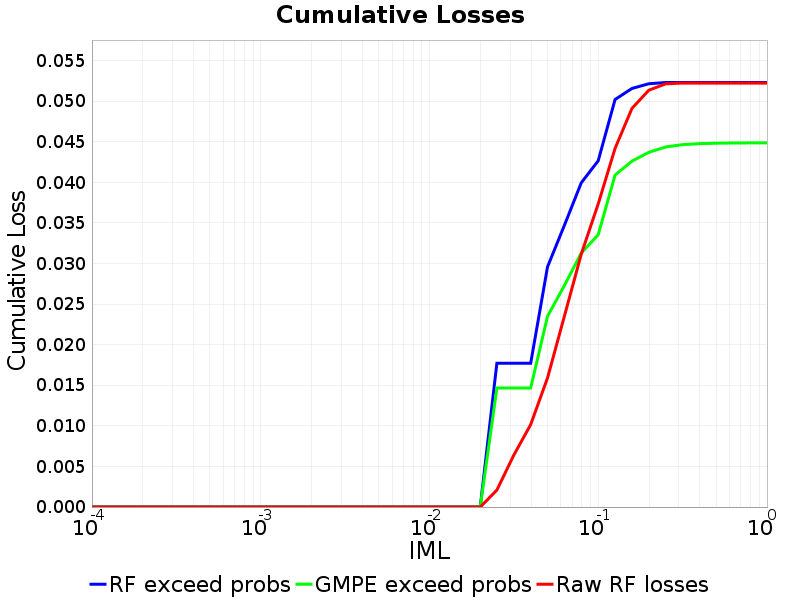 Cumulative Losses
Cumulative Loss
0.055
0.050
0.045
0.040
0.035
0.030
0.025
0.020
0.015
0.010
0.005
0.000
10^-4 10^-3 10^-2 10^-1 10^0
IML
RF exceed probs GMPE exceed probs Raw RF losses